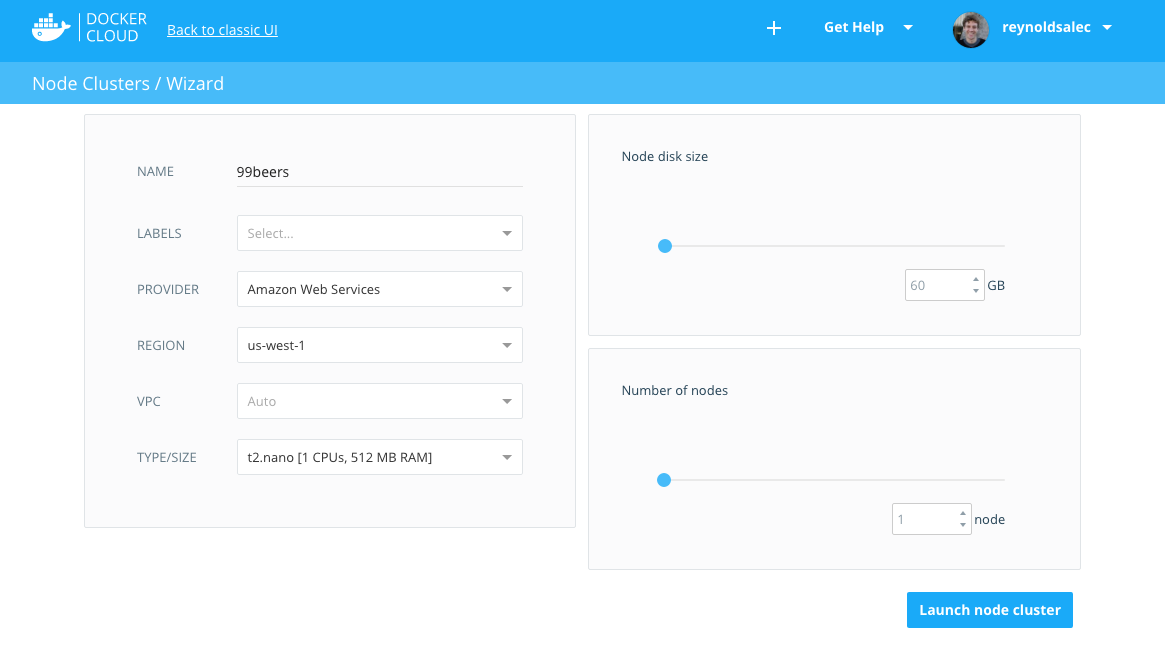 DOCKER
CLOUD
Back to classic UI
+
Get Help
reynoldsalec
Node Clusters / Wizard
NAME
99beers
LABELS
Select...
PROVIDER
Amazon Web Services
REGION
us-west-1
VPC
Auto
TYPE/SIZE
t2.nano [1 CPUs, 512 MB RAM]
Node disk size
60
GB
Number of nodes
1
node
Launch node cluster